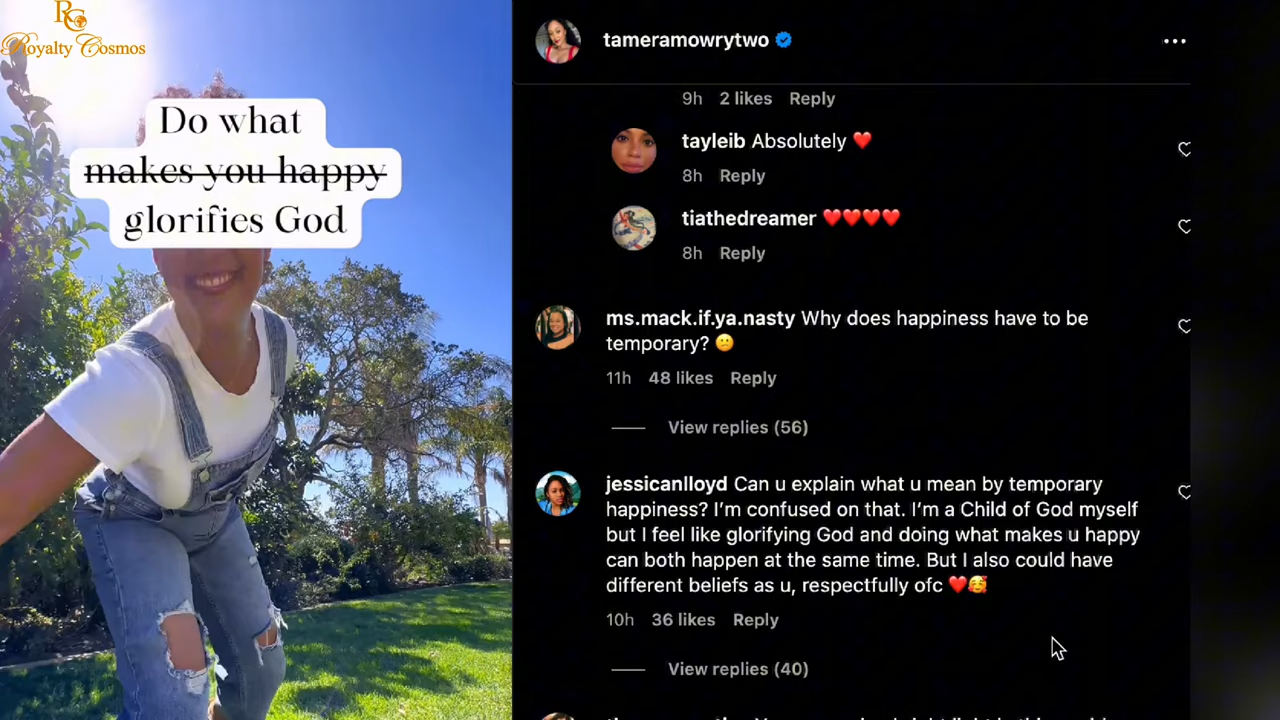 RC
Royalty Cosmos
Do what
makes you happy
glorifies God
tameramowrytwo
9h 2 likes Reply
tayleib Absolutely ❤️
8h Reply
tiathedreamer ❤️❤️❤️❤️
8h Reply
ms.mack.if.ya.nasty Why does happiness have to be
temporary? 😕
11h 48 likes Reply
View replies (56)
jessicanlloyd Can u explain what u mean by temporary
happiness? I’m confused on that. I’m a Child of God myself
but I feel like glorifying God and doing what makes u happy
can both happen at the same time. But I also could have
different beliefs as u, respectfully ofc ❤️🥰
10h 36 likes Reply
View replies (40)